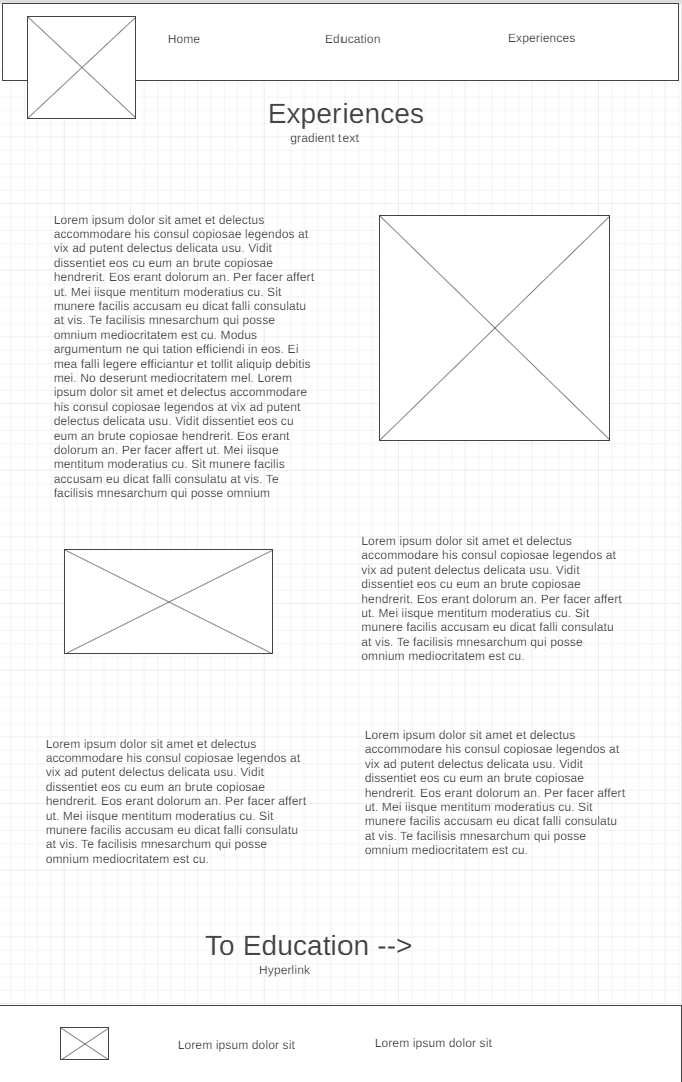 Home
Education
Experiences
Experiences
gradient text
Lorem ipsum dolor sit amet et delectus
accommodare his consul copiosae legendos at
vix ad putent delectus delicata usu. Vidit
dissentiet eos cu eum an brute copiosae
hendrerit. Eos erant dolorum an. Per facer affert
ut. Mei iisque mentitum moderatius cu. Sit
munere facilis accusam eu dicat falli consulatu
at vis. Te facilisis mnesarchum qui posse
omnium mediocritatem est cu. Modus
argumentum ne qui tation efficiendi in eos. Ei
mea falli legere efficiantur et tollit aliquip debitis
mei. No deserunt mediocritatem mel. Lorem
ipsum dolor sit amet et delectus accommodare
his consul copiosae legendos at vix ad putent
delectus delicata usu. Vidit dissentiet eos cu
eum an brute copiosae hendrerit. Eos erant
dolorum an. Per facer affert ut. Mei iisque
mentitum moderatius cu. Sit munere facilis
accusam eu dicat falli consulatu at vis. Te
facilisis mnesarchum qui posse omnium
Lorem ipsum dolor sit amet et delectus
accommodare his consul copiosae legendos at
vix ad putent delectus delicata usu. Vidit
dissentiet eos cu eum an brute copiosae
hendrerit. Eos erant dolorum an. Per facer affert
ut. Mei iisque mentitum moderatius cu. Sit
munere facilis accusam eu dicat falli consulatu
at vis. Te facilisis mnesarchum qui posse
omnium mediocritatem est cu.
Lorem ipsum dolor sit amet et delectus
accommodare his consul copiosae legendos at
vix ad putent delectus delicata usu. Vidit
dissentiet eos cu eum an brute copiosae
hendrerit. Eos erant dolorum an. Per facer affert
ut. Mei iisque mentitum moderatius cu. Sit
munere facilis accusam eu dicat falli consulatu
at vis. Te facilisis mnesarchum qui posse
omnium mediocritatem est cu.
Lorem ipsum dolor sit amet et delectus
accommodare his consul copiosae legendos at
vix ad putent delectus delicata usu. Vidit
dissentiet eos cu eum an brute copiosae
hendrerit. Eos erant dolorum an. Per facer affert
ut. Mei iisque mentitum moderatius cu. Sit
munere facilis accusam eu dicat falli consulatu
at vis. Te facilisis mnesarchum qui posse
omnium mediocritatem est cu.
To Education -->
Hyperlink
Lorem ipsum dolor sit
Lorem ipsum dolor sit